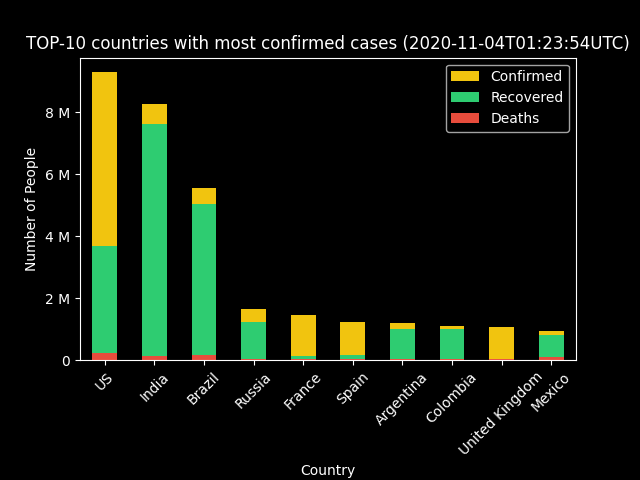 TOP-10 countries with most confirmed cases (2020-11-04T01:23:54UTC)
Confirmed
Recovered
Deaths
Number of People
8 M
6 M
4 M
2 M
0
US
India
Brazil
Russia
France
Spain
Argentina
Colombia
United Kingdom
Mexico
Country